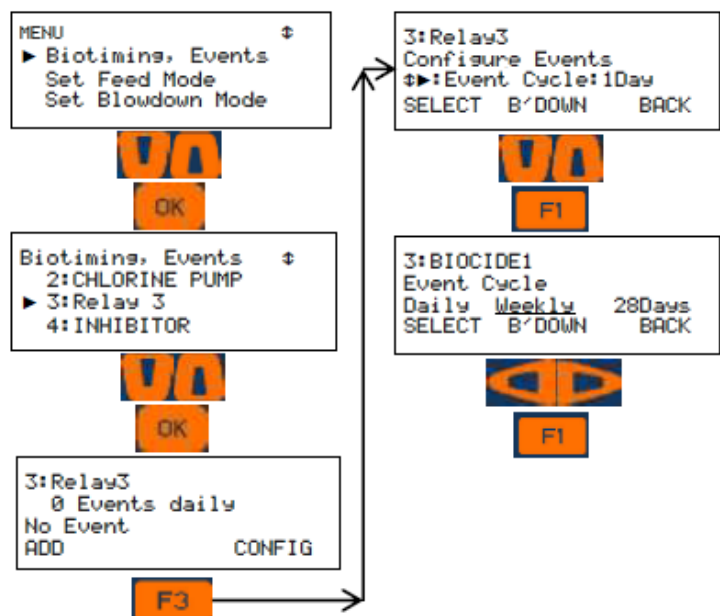 MENU ⇕
► Biotiming, Events
Set Feed Mode
Set Blowdown Mode
OK
Biotiming, Events ⇕
2:CHLORINE PUMP
► 3:Relay 3
4:INHIBITOR
OK
3:Relay3
0 Events daily
No Event
ADD CONFIG
F3
3:Relay3
Configure Events
⇕►:Event Cycle:1Day
SELECT B'DOWN BACK
F1
3:BIOCIDE1
Event Cycle
Daily Weekly 28Days
SELECT B'DOWN BACK
F1